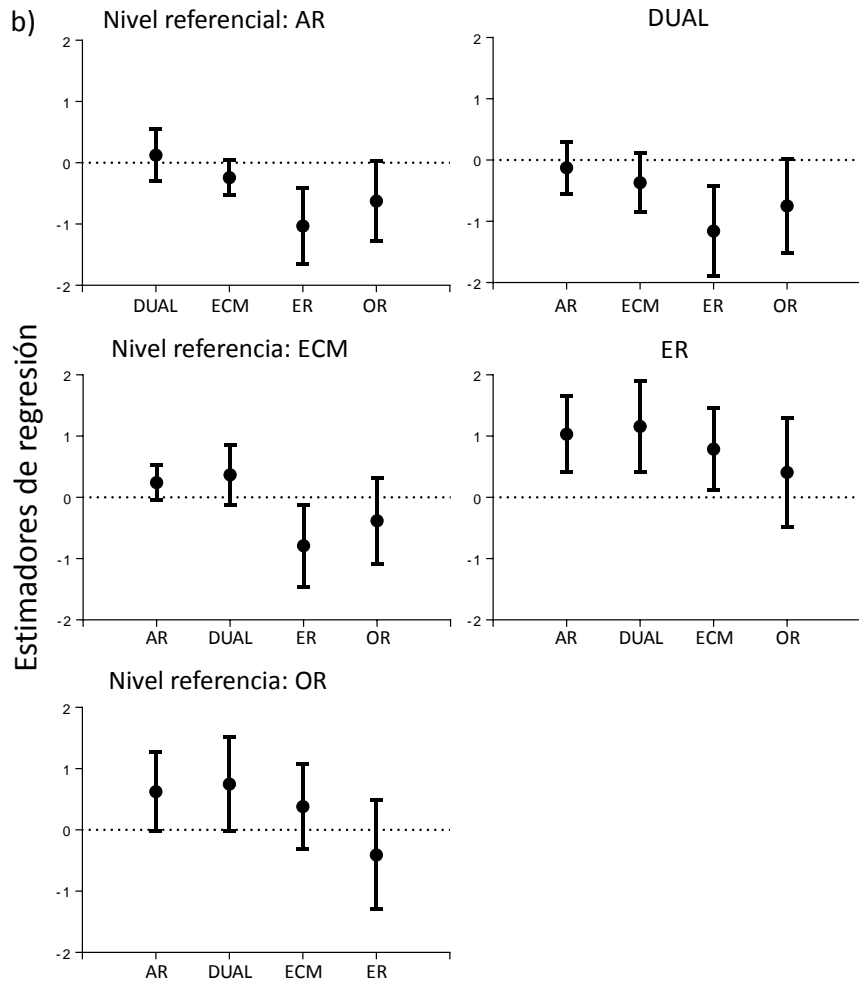 b)
Nivel referencial: AR
DUAL
Estimadores de regresión
2
1
0
-1
-2
DUAL ECM ER OR
2
1
0
-1
-2
AR ECM ER OR
Nivel referencia: ECM
ER
2
1
0
-1
-2
AR DUAL ER OR
2
1
0
-1
-2
AR DUAL ECM OR
Nivel referencia: OR
2
1
0
-1
-2
AR DUAL ECM ER